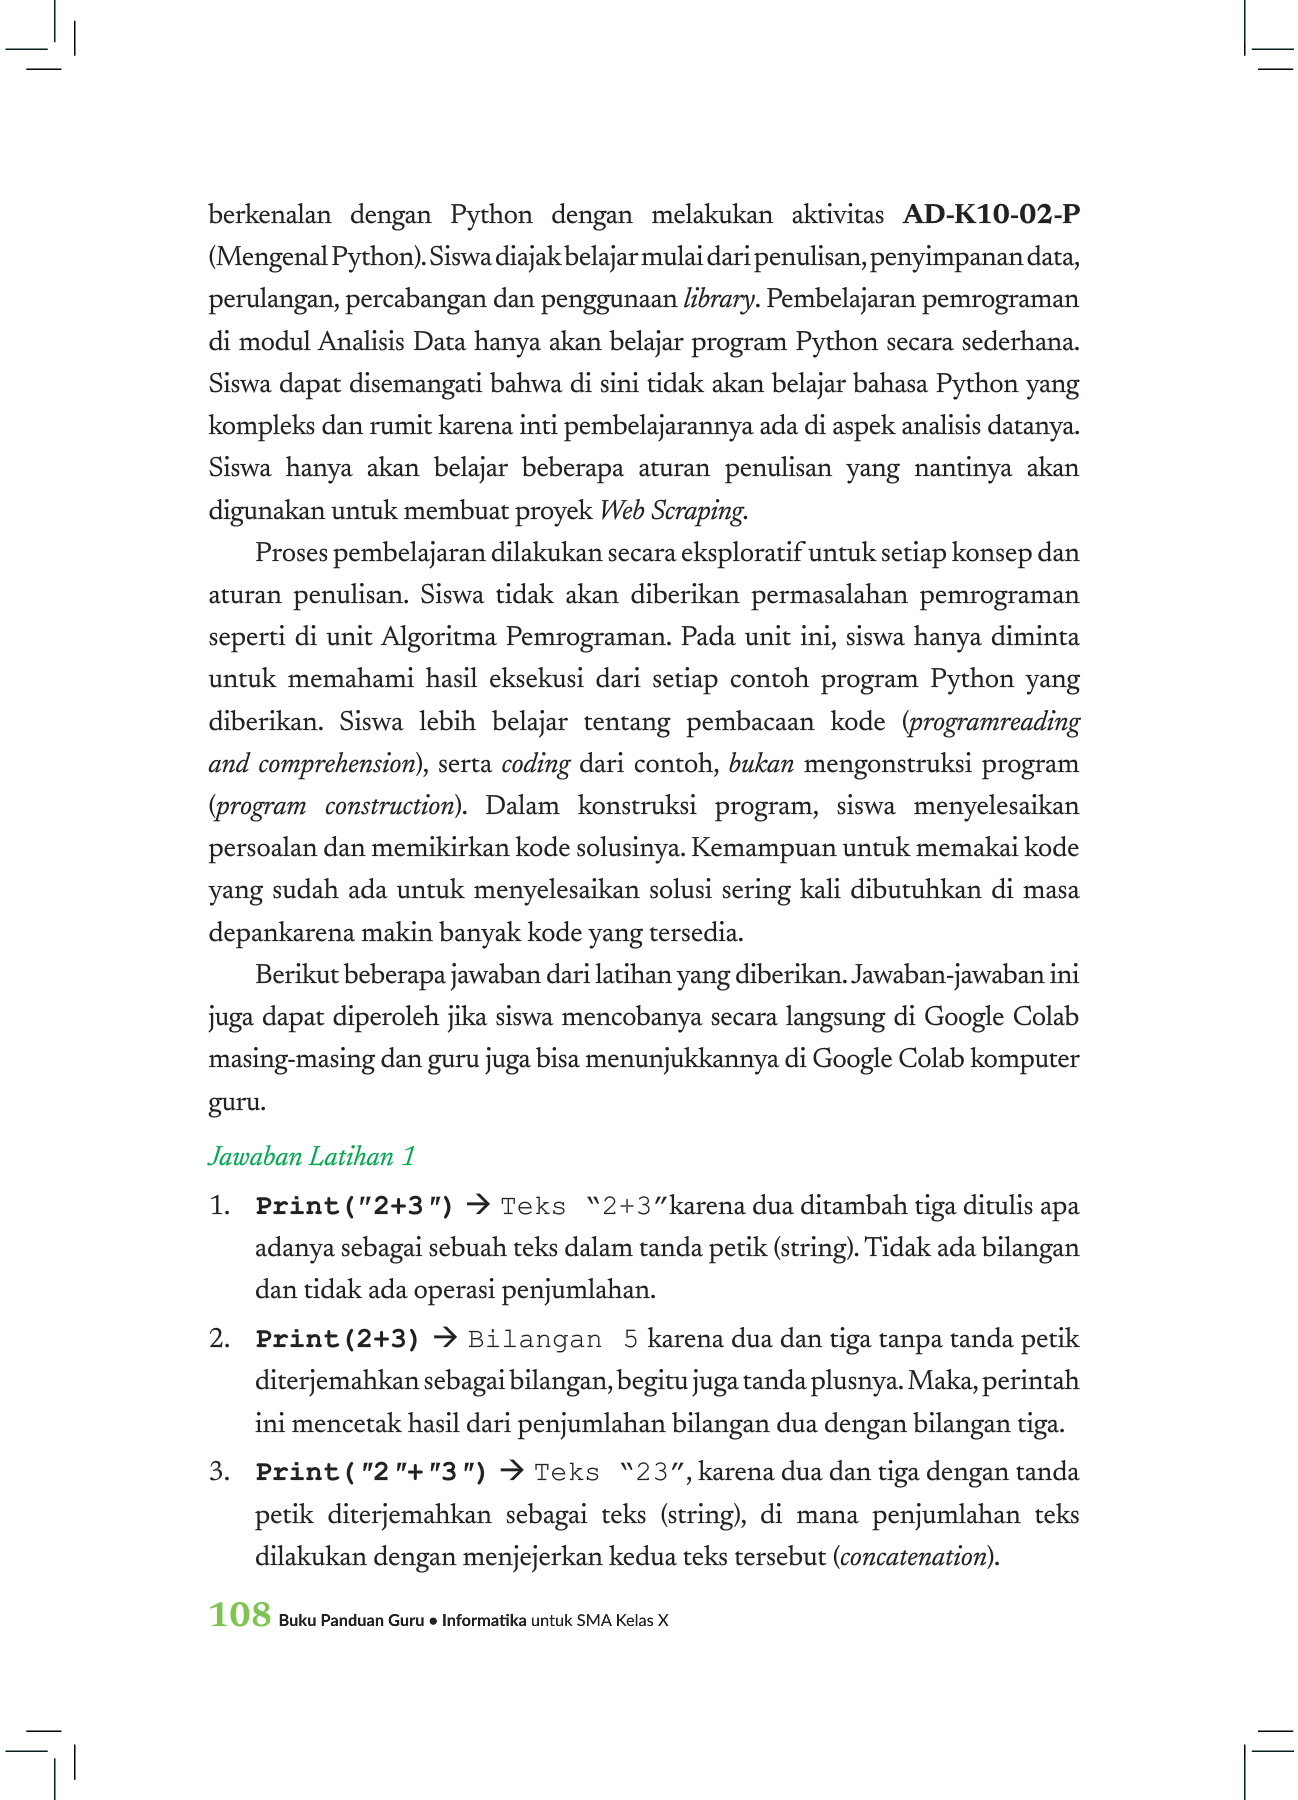 berkenalan dengan Python dengan melakukan aktivitas AD-K10-02-P
(Mengenal Python). Siswa diajak belajar mulai dari penulisan, penyimpanan data,
perulangan, percabangan dan penggunaan library. Pembelajaran pemrograman
di modul Analisis Data hanya akan belajar program Python secara sederhana.
Siswa dapat disemangati bahwa di sini tidak akan belajar bahasa Python yang
kompleks dan rumit karena inti pembelajarannya ada di aspek analisis datanya.
Siswa hanya akan belajar beberapa aturan penulisan yang nantinya akan
digunakan untuk membuat proyek Web Scraping.
Proses pembelajaran dilakukan secara eksploratif untuk setiap konsep dan
aturan penulisan. Siswa tidak akan diberikan permasalahan pemrograman
seperti di unit Algoritma Pemrograman. Pada unit ini, siswa hanya diminta
untuk memahami hasil eksekusi dari setiap contoh program Python yang
diberikan. Siswa lebih belajar tentang pembacaan kode (programreading
and comprehension), serta coding dari contoh, bukan mengonstruksi program
(program construction). Dalam konstruksi program, siswa menyelesaikan
persoalan dan memikirkan kode solusinya. Kemampuan untuk memakai kode
yang sudah ada untuk menyelesaikan solusi sering kali dibutuhkan di masa
depankarena makin banyak kode yang tersedia.
Berikut beberapa jawaban dari latihan yang diberikan. Jawaban-jawaban ini
juga dapat diperoleh jika siswa mencobanya secara langsung di Google Colab
masing-masing dan guru juga bisa menunjukkannya di Google Colab komputer
guru.
Jawaban Latihan 1
1. Print("2+3") → Teks “2+3”karena dua ditambah tiga ditulis apa
adanya sebagai sebuah teks dalam tanda petik (string). Tidak ada bilangan
dan tidak ada operasi penjumlahan.
2. Print(2+3) → Bilangan 5 karena dua dan tiga tanpa tanda petik
diterjemahkan sebagai bilangan, begitu juga tanda plusnya. Maka, perintah
ini mencetak hasil dari penjumlahan bilangan dua dengan bilangan tiga.
3. Print("2"+"3") → Teks “23”, karena dua dan tiga dengan tanda
petik diterjemahkan sebagai teks (string), di mana penjumlahan teks
dilakukan dengan menjejerkan kedua teks tersebut (concatenation).
108 Buku Panduan Guru • Informatika untuk SMA Kelas X